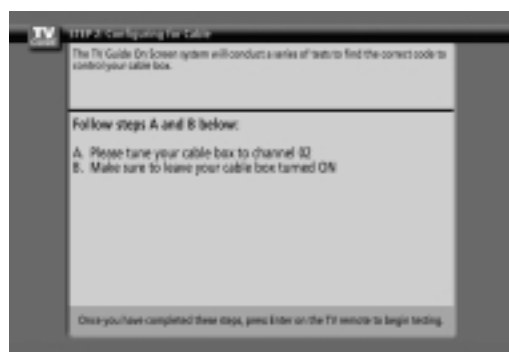 TV
GUIDE
STEP 2: Configuring for Cable
The TV Guide On Screen system will conduct a series of tests to find the correct code to
control your cable box.
Follow steps A and B below:
A. Please tune your cable box to channel 02
B. Make sure to leave your cable box turned ON
Once you have completed these steps, press Enter on the TV remote to begin testing.